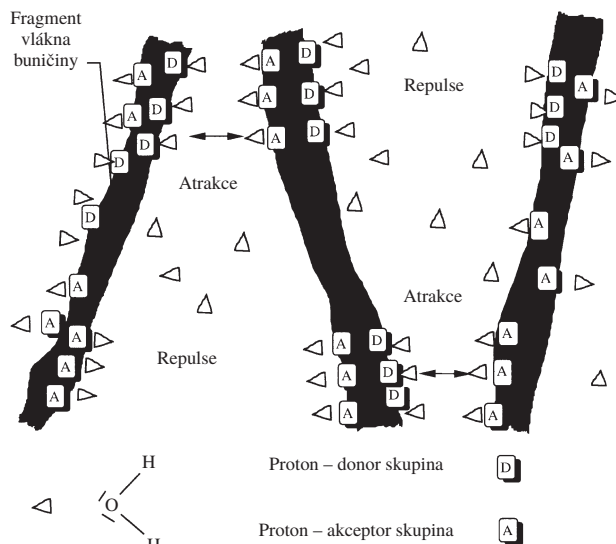 Fragment
vlákna
buničiny
A D
A D
A D
D
D
A
A
A
A
A
A D
A D
A D
Repulse
Atrakce
Repulse
Atrakce
A D
A D
A D
D A
D
D A
A
A
A
A
A
H
O
H
Proton – donor skupina D
Proton – akceptor skupina A